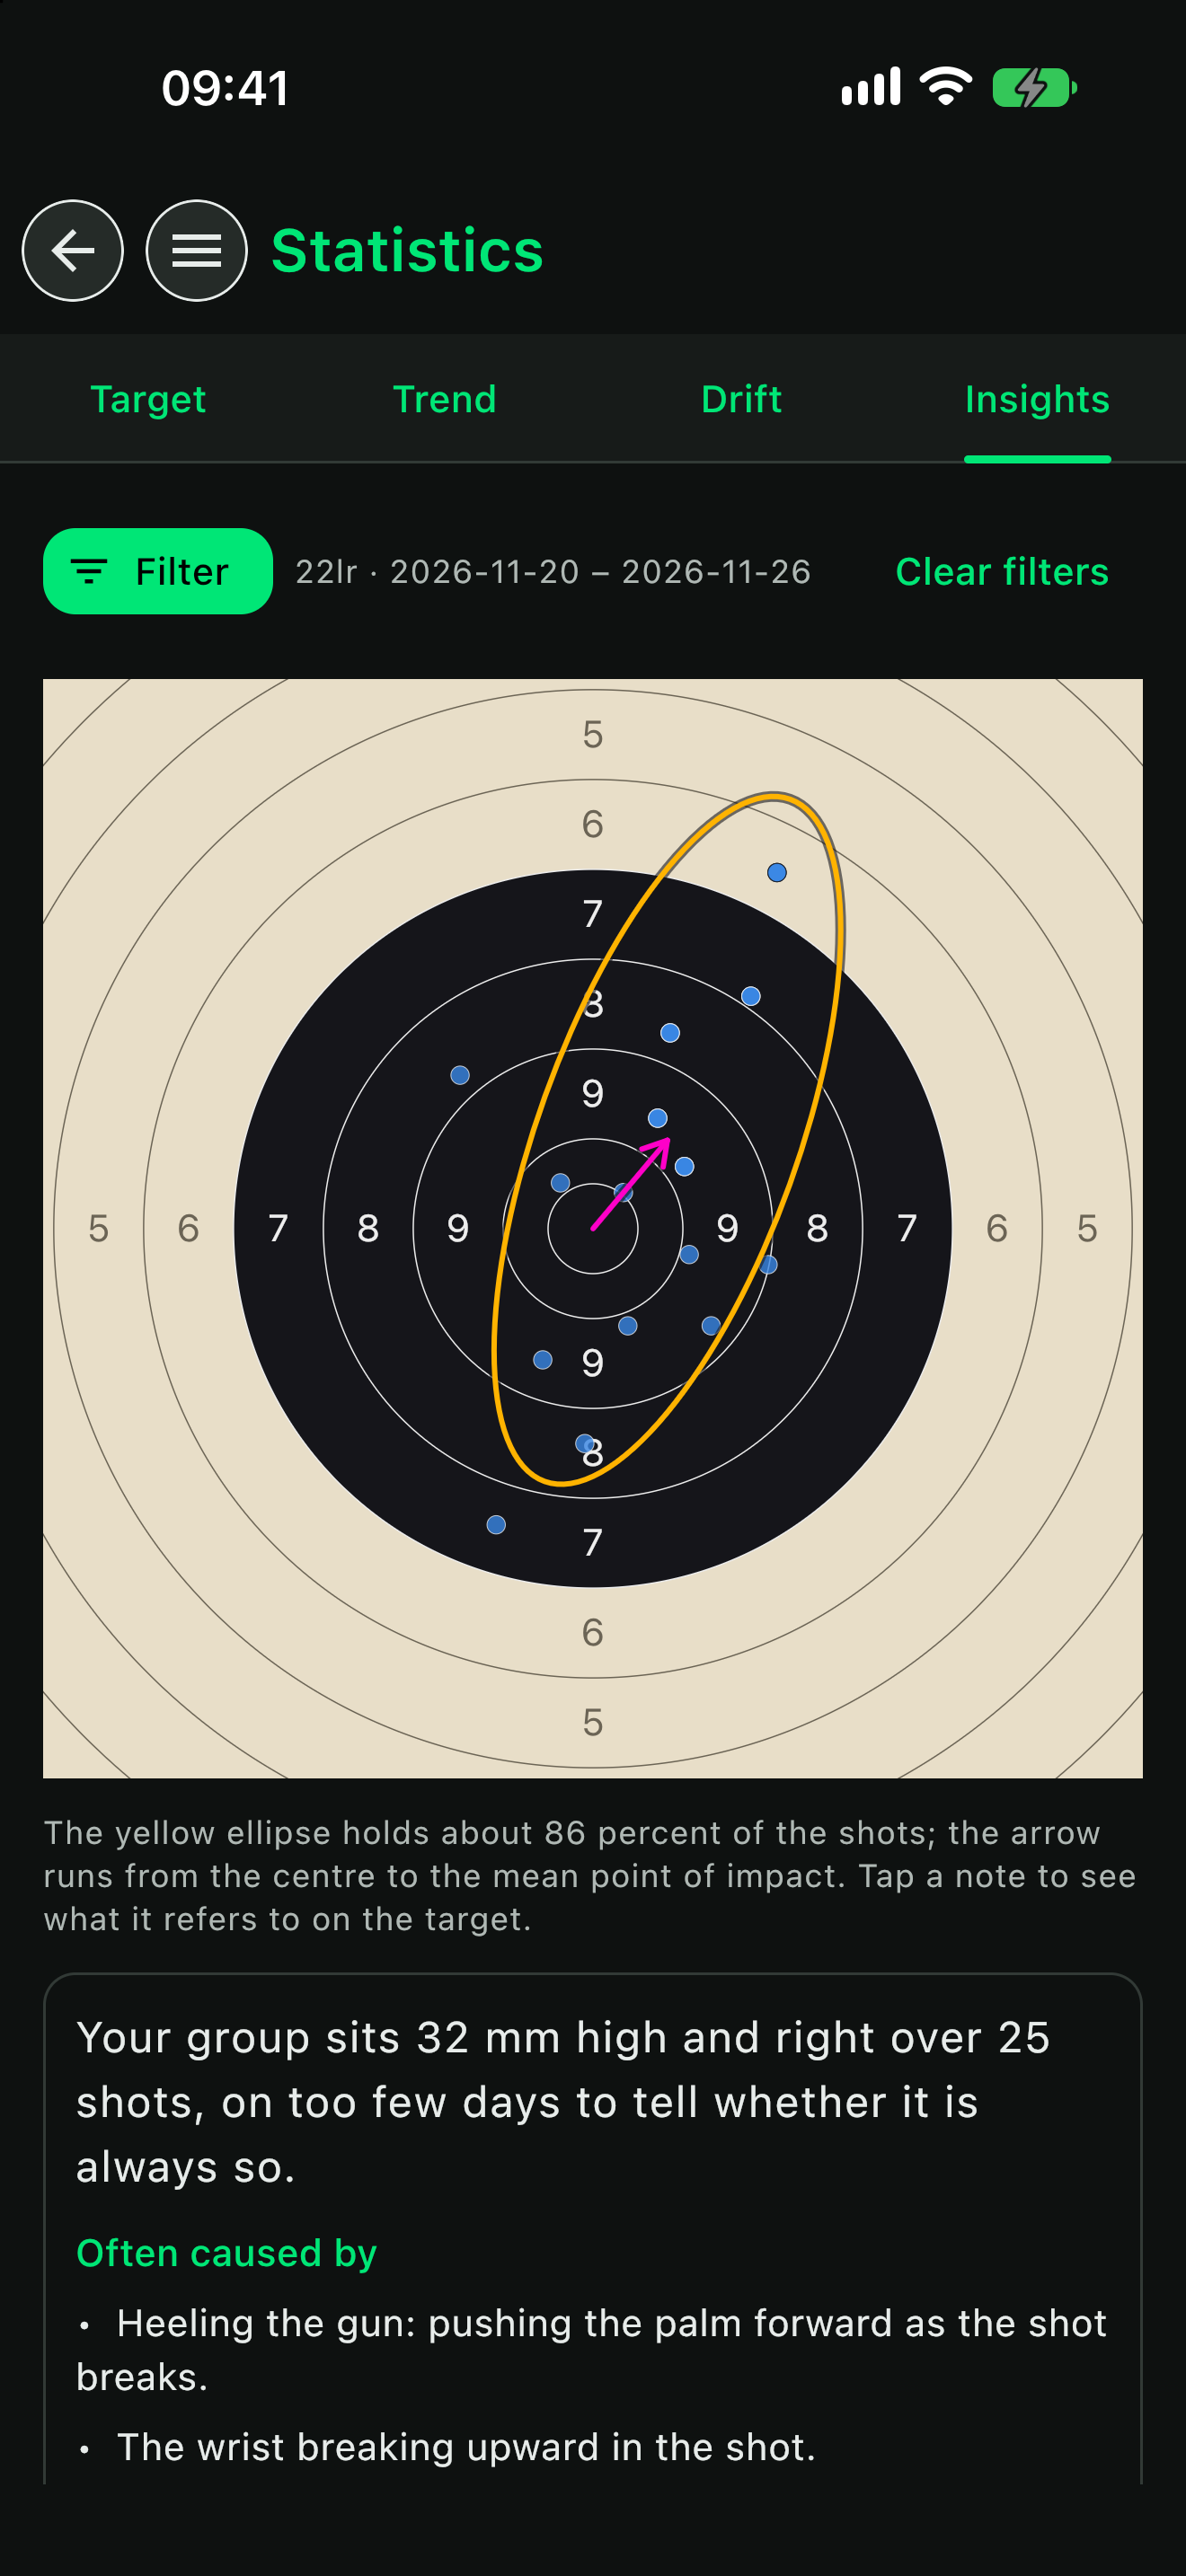 09:41
Statistics
Target Trend Drift Insights
Filter 22lr · 2026-11-20 – 2026-11-26 Clear filters
5
6
7
8
9
5 6 7 8 9 9 8 7 6 5
9
8
7
6
5
The yellow ellipse holds about 86 percent of the shots; the arrow
runs from the centre to the mean point of impact. Tap a note to see
what it refers to on the target.
Your group sits 32 mm high and right over 25
shots, on too few days to tell whether it is
always so.
Often caused by
• Heeling the gun: pushing the palm forward as the shot
breaks.
• The wrist breaking upward in the shot.